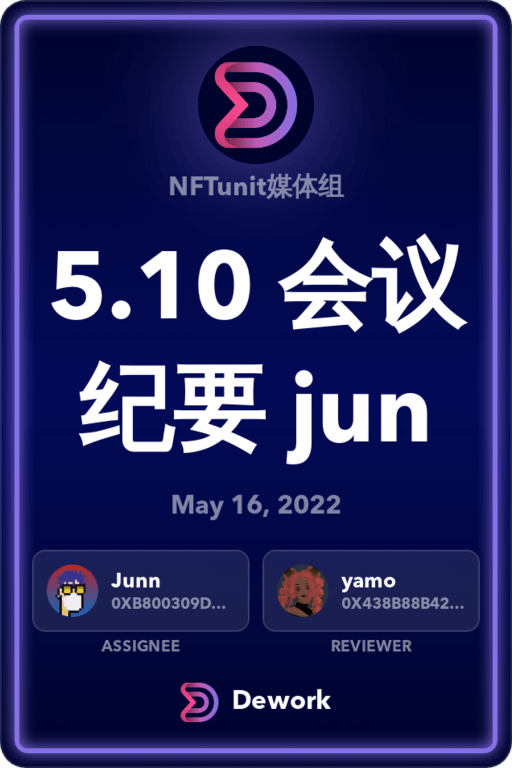 NFTunit媒体组
5.10 会议
纪要 jun
May 16, 2022
Junn
0XB800309D...
yamo
0X438B88B42...
ASSIGNEE
REVIEWER
Dework